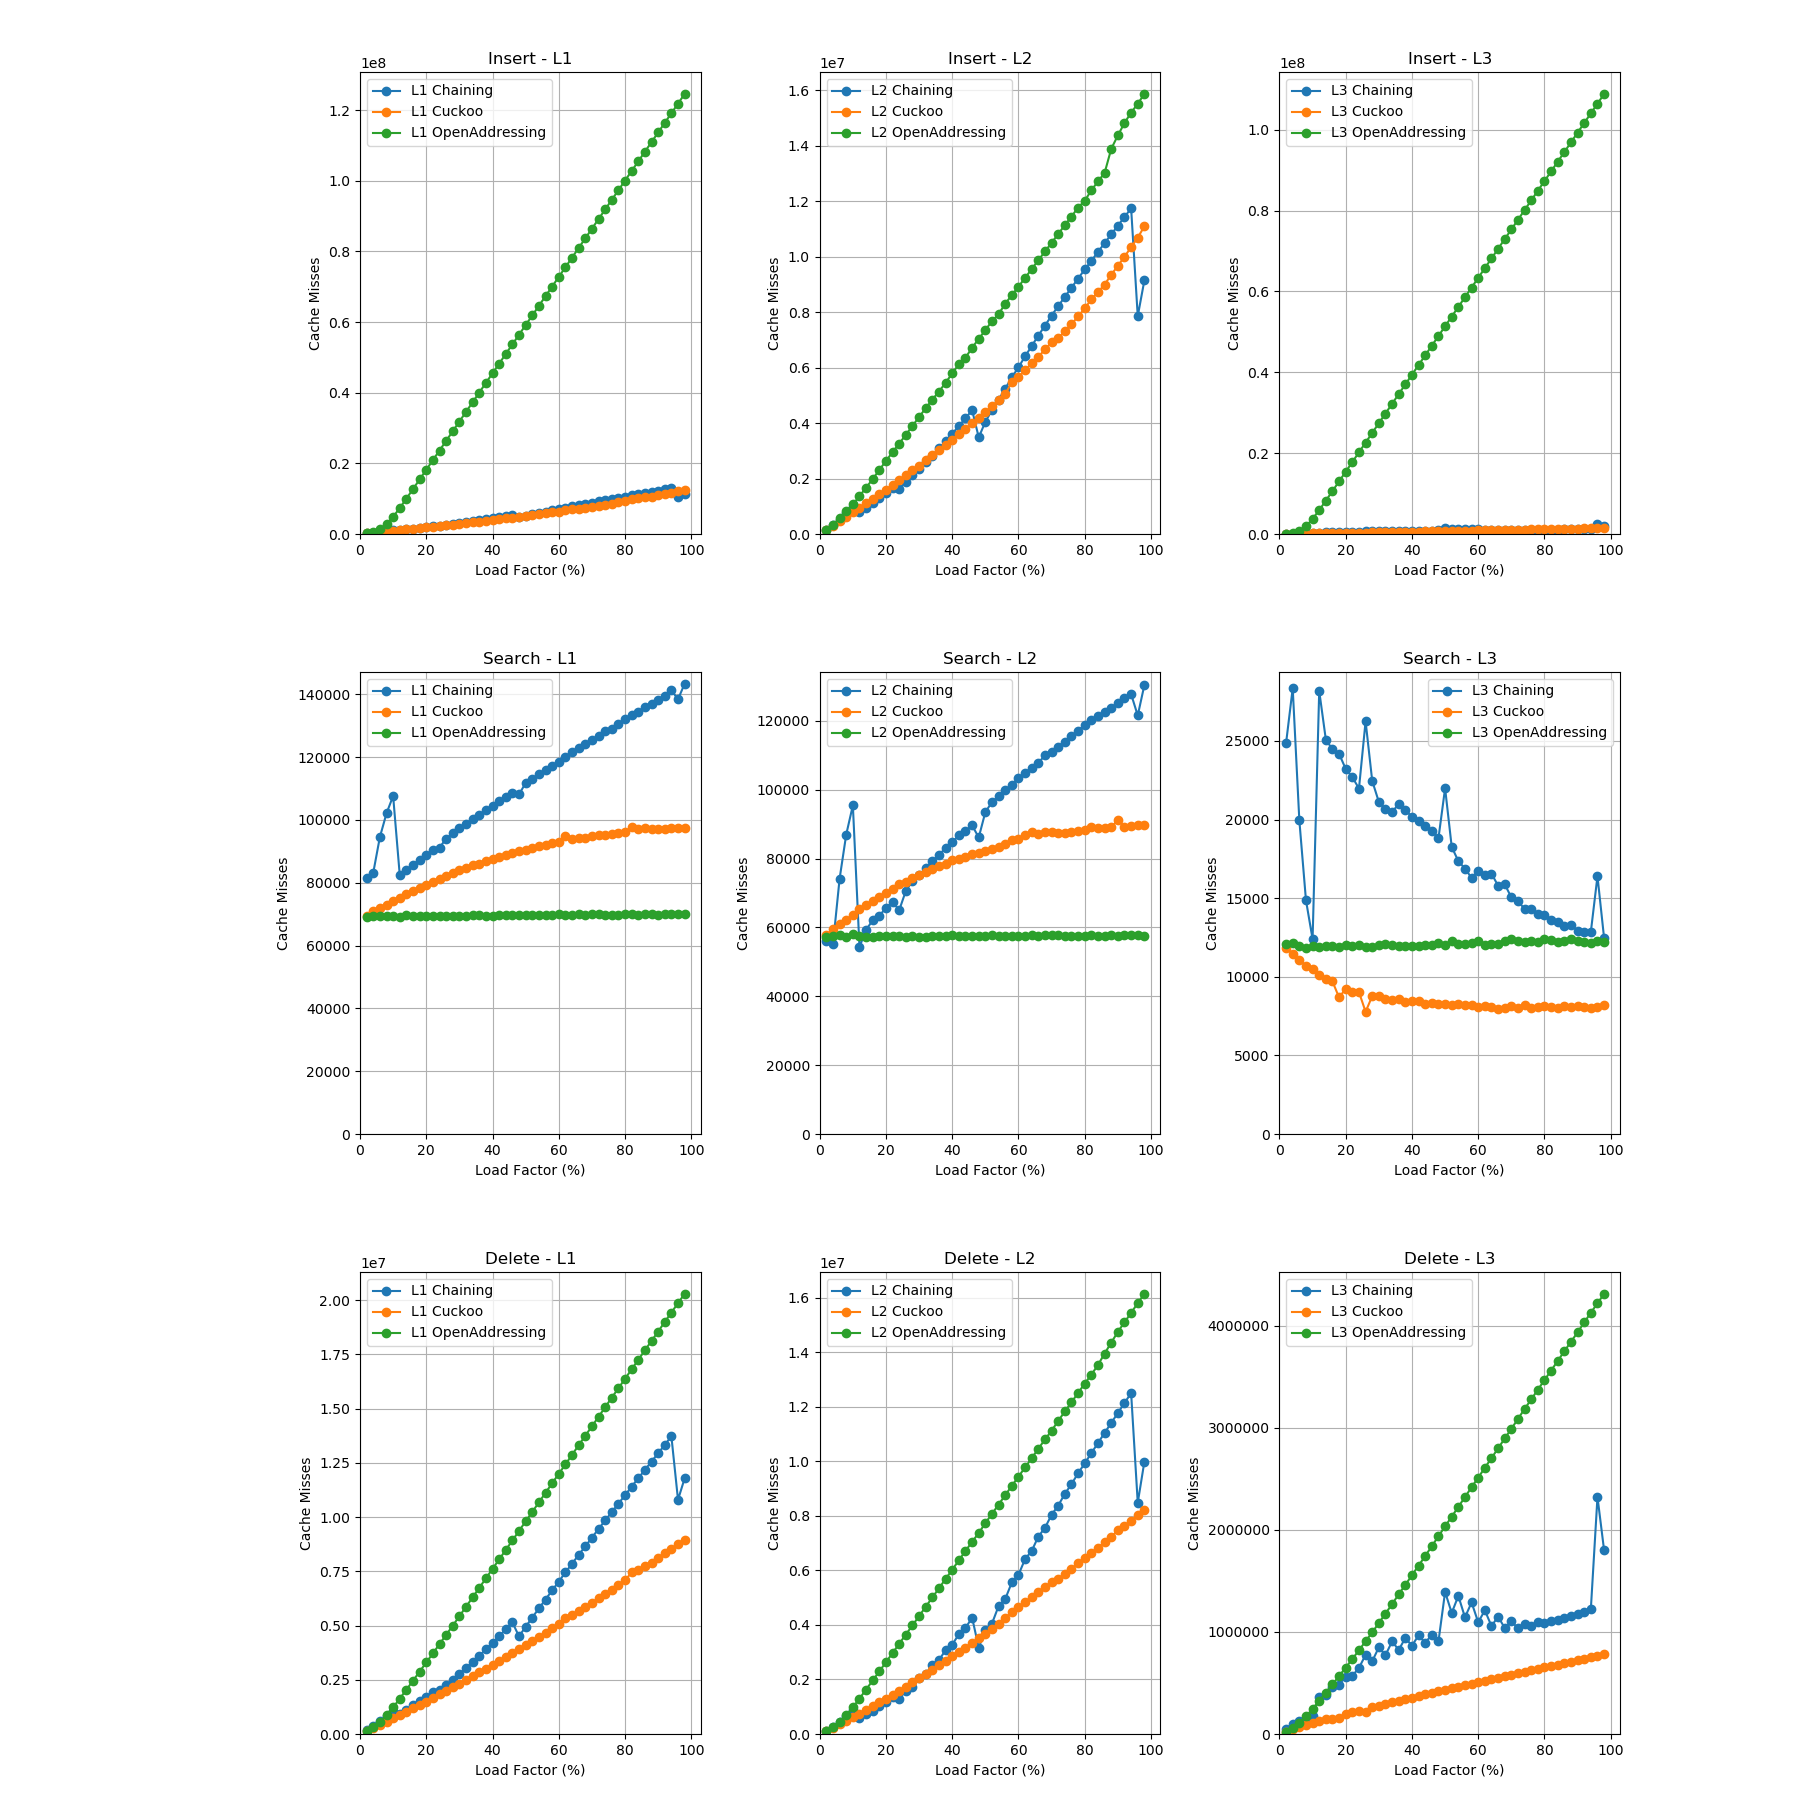 Insert - L1
1e8
L1 Chaining
L1 Cuckoo
L1 OpenAddressing
1.2
1.0
0.8
0.6
0.4
0.2
0.0
Cache Misses
0 20 40 60 80 100
Load Factor (%)
Insert - L2
1e7
L2 Chaining
L2 Cuckoo
L2 OpenAddressing
1.6
1.4
1.2
1.0
0.8
0.6
0.4
0.2
0.0
Cache Misses
0 20 40 60 80 100
Load Factor (%)
Insert - L3
1e8
L3 Chaining
L3 Cuckoo
L3 OpenAddressing
1.0
0.8
0.6
0.4
0.2
0.0
Cache Misses
0 20 40 60 80 100
Load Factor (%)
Search - L1
L1 Chaining
L1 Cuckoo
L1 OpenAddressing
140000
120000
100000
80000
60000
40000
20000
0
Cache Misses
0 20 40 60 80 100
Load Factor (%)
Search - L2
L2 Chaining
L2 Cuckoo
L2 OpenAddressing
120000
100000
80000
60000
40000
20000
0
Cache Misses
0 20 40 60 80 100
Load Factor (%)
Search - L3
L3 Chaining
L3 Cuckoo
L3 OpenAddressing
25000
20000
15000
10000
5000
0
Cache Misses
0 20 40 60 80 100
Load Factor (%)
Delete - L1
1e7
L1 Chaining
L1 Cuckoo
L1 OpenAddressing
2.00
1.75
1.50
1.25
1.00
0.75
0.50
0.25
0.00
Cache Misses
0 20 40 60 80 100
Load Factor (%)
Delete - L2
1e7
L2 Chaining
L2 Cuckoo
L2 OpenAddressing
1.6
1.4
1.2
1.0
0.8
0.6
0.4
0.2
0.0
Cache Misses
0 20 40 60 80 100
Load Factor (%)
Delete - L3
L3 Chaining
L3 Cuckoo
L3 OpenAddressing
4000000
3000000
2000000
1000000
0
Cache Misses
0 20 40 60 80 100
Load Factor (%)